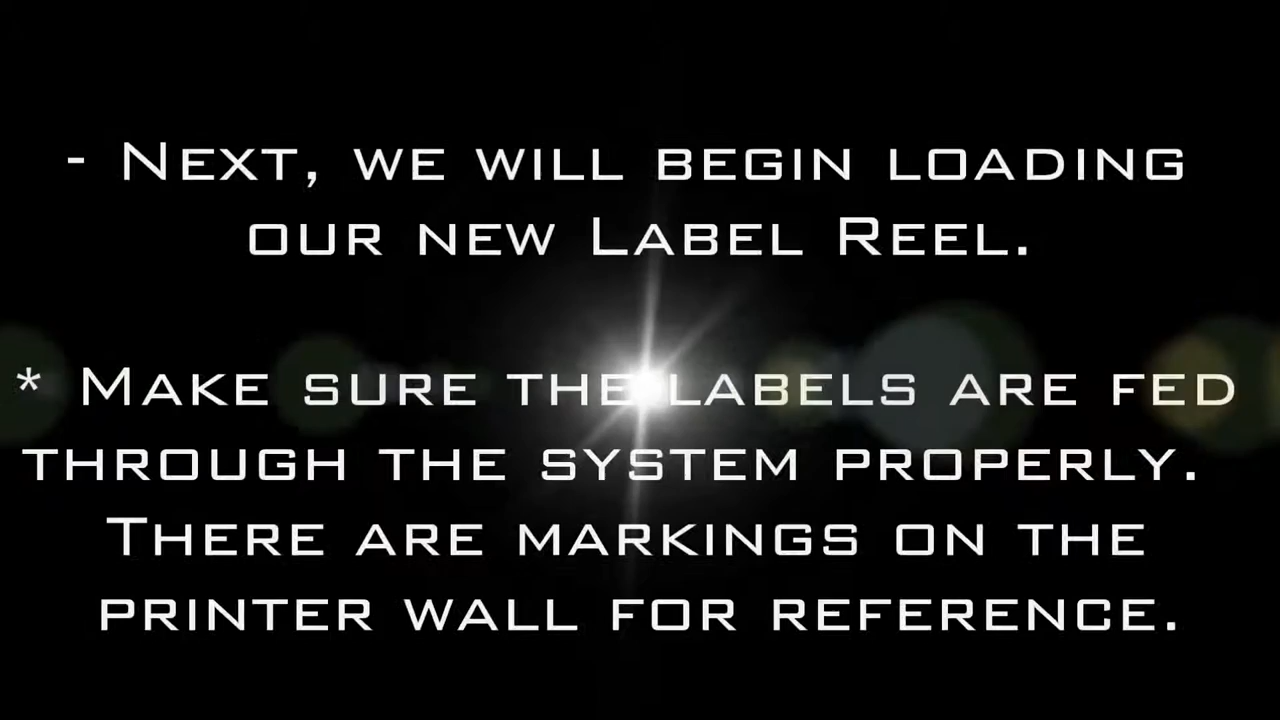 - Next, we will begin loading
our new Label Reel.
* Make sure the labels are fed
through the system properly.
There are markings on the
printer wall for reference.